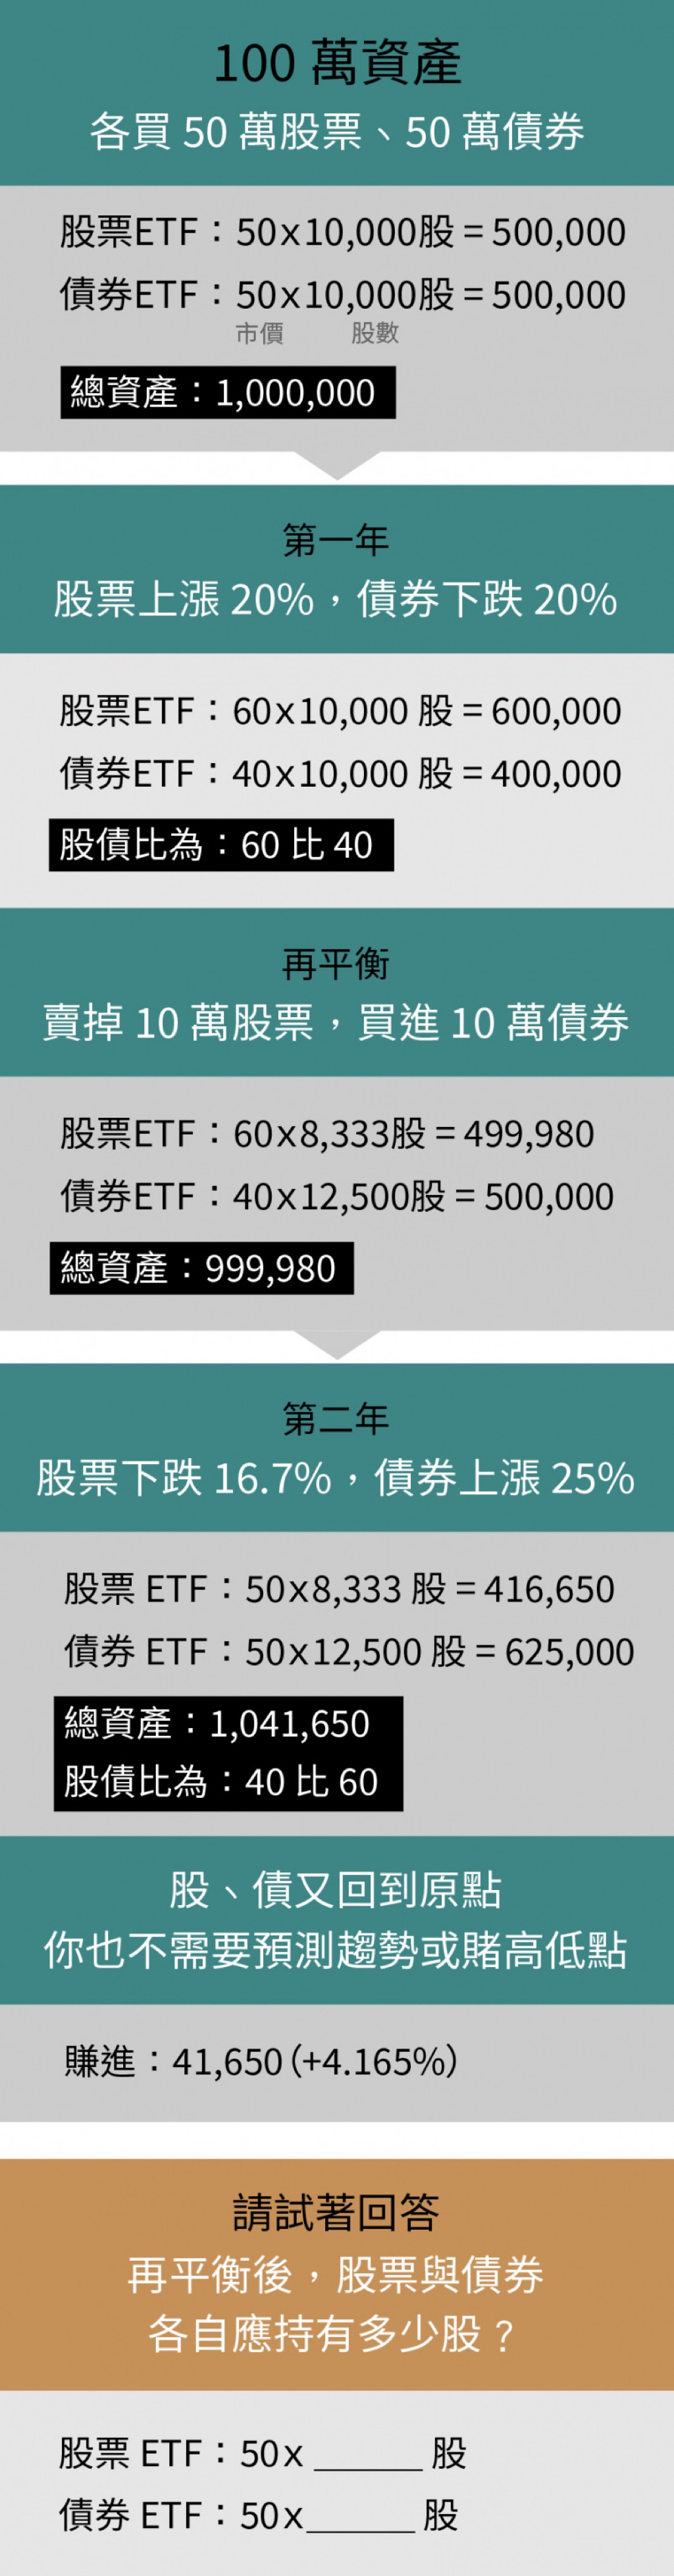 100 萬資產
各買 50 萬股票、50 萬債券
股票ETF：50x10,000股 = 500,000
債券ETF：50x10,000股 = 500,000
市價 股數
總資產：1,000,000
第一年
股票上漲 20%，債券下跌 20%
股票ETF：60x10,000 股 = 600,000
債券ETF：40x10,000 股 = 400,000
股債比為：60 比 40
再平衡
賣掉 10 萬股票，買進 10 萬債券
股票ETF：60x8,333股 = 499,980
債券ETF：40x12,500股 = 500,000
總資產：999,980
第二年
股票下跌 16.7%，債券上漲 25%
股票 ETF：50x8,333 股 = 416,650
債券 ETF：50x12,500 股 = 625,000
總資產：1,041,650
股債比為：40 比 60
股、債又回到原點
你也不需要預測趨勢或賭高低點
賺進：41,650 (+4.165%)
請試著回答
再平衡後，股票與債券
各自應持有多少股？
股票 ETF：50x ______ 股
債券 ETF：50x______ 股